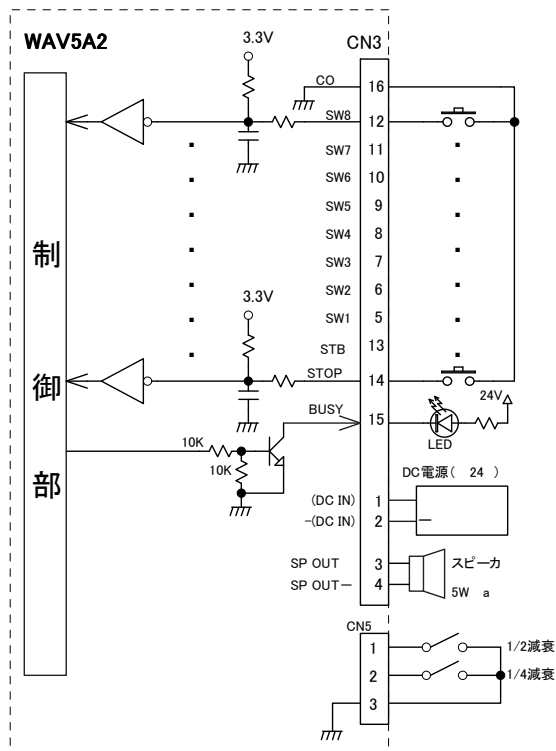 WAV5A2
3.3V
CN3
CO
16
SW8
12
SW7
11
SW6
10
SW5
9
SW4
8
制
SW3
7
3.3V
SW2
6
SW1
5
STB
13
御
STOP
14
24V
BUSY
15
LED
10K
10K
部
DC電源( 24 )
(DC IN)
1
-(DC IN)
2
−
SP OUT
3
スピーカ
SP OUT−
4
5W a
CN5
1
1/2減衰
2
1/4減衰
3